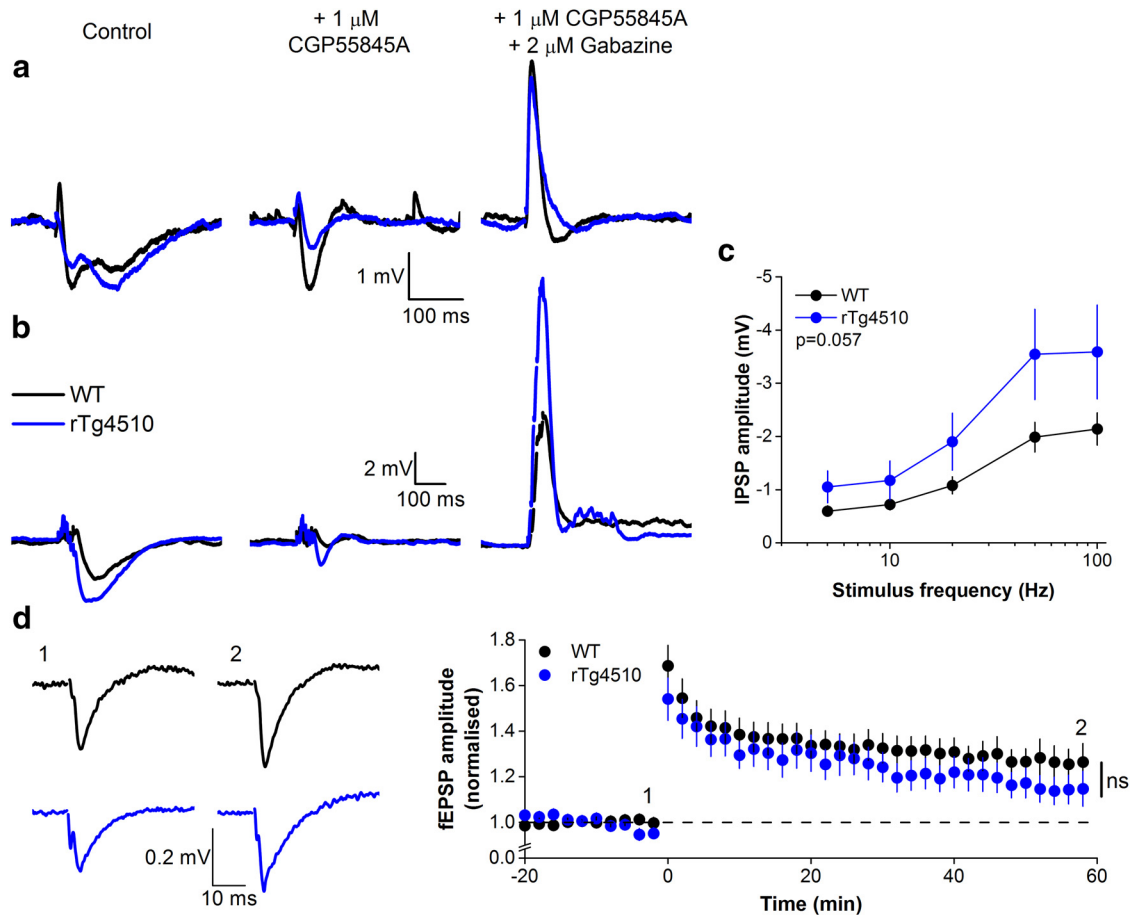 Control
+ 1 μM
CGP55845A
+ 1 μM CGP55845A
+ 2 μM Gabazine
a
1 mV
100 ms
b
WT
rTg4510
2 mV
100 ms
c
-5
-4
-3
-2
-1
0
IPSP amplitude (mV)
WT
rTg4510
p=0.057
10
100
Stimulus frequency (Hz)
d
1
2
0.2 mV
10 ms
1.8
1.6
1.4
1.2
1.0
0.0
fEPSP amplitude
(normalised)
WT
rTg4510
1
2
ns
-20
0
20
40
60
Time (min)